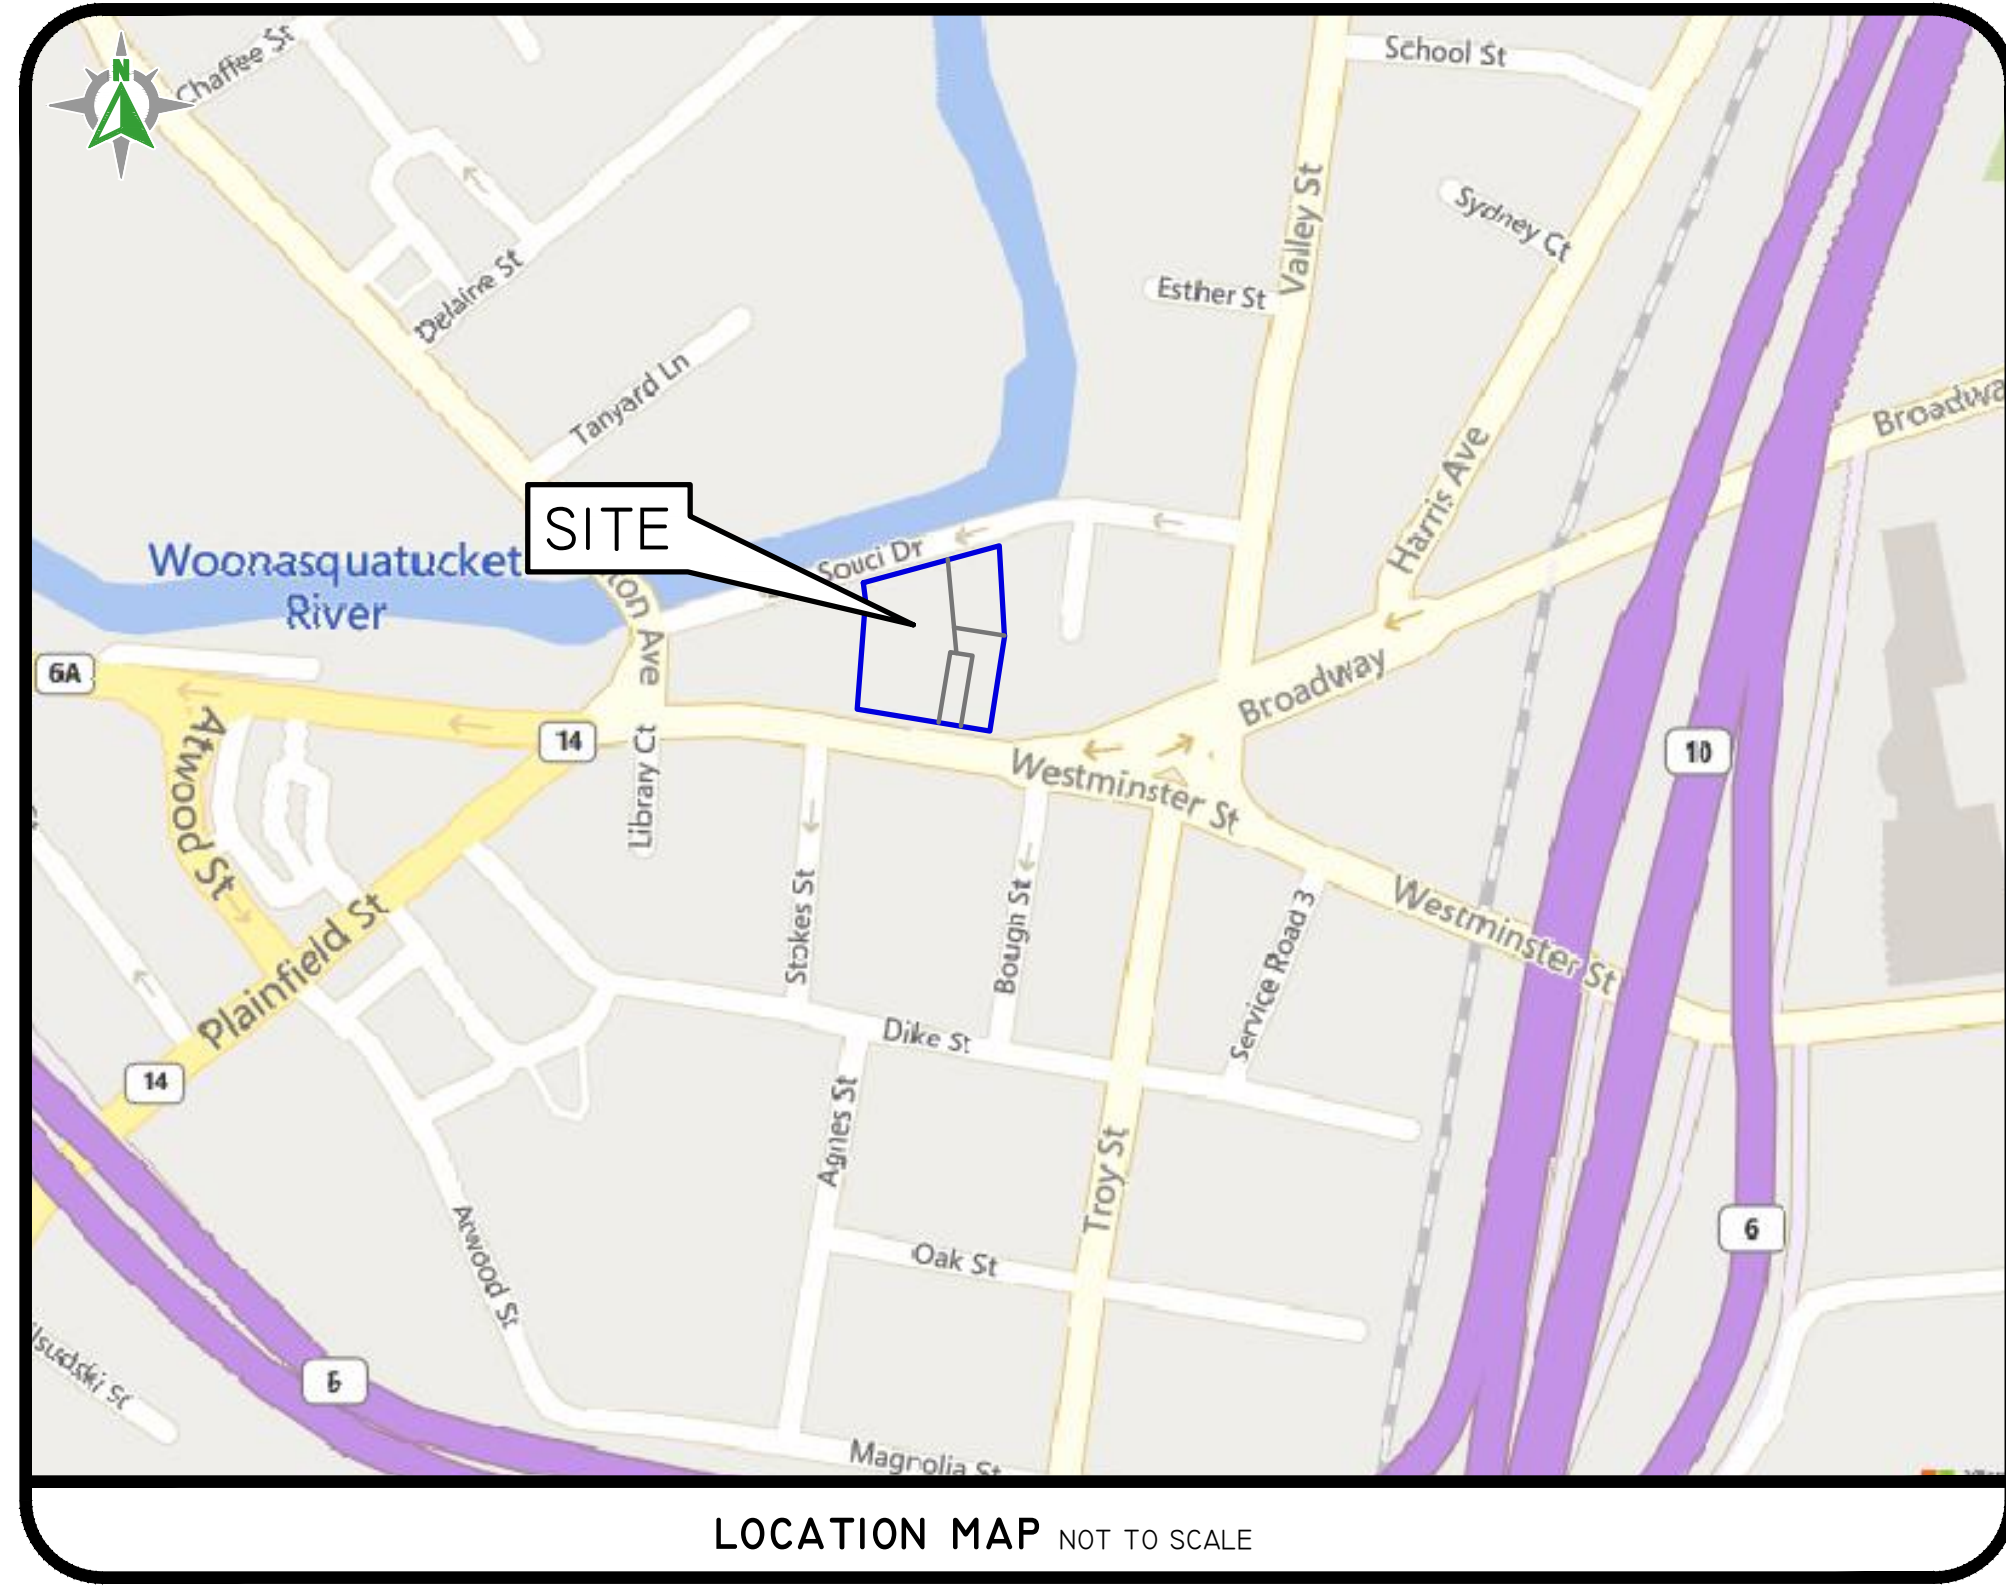 N
Chaffee St
School St
Valley St
Sydney Ct
Esther St
Delaine St
Tanyard Ln
Harris Ave
SITE
Souci Dr
Woonasquatucket
River
ton Ave
6A
Broadway
14
Atwood St
Library Ct
10
Westminster St
Stokes St
Bough St
Service Road 3
Westminster St
Plainfield St
Dike St
14
Agnes St
Troy St
6
Oak St
Atwood St
6
Magnolia St
LOCATION MAP NOT TO SCALE